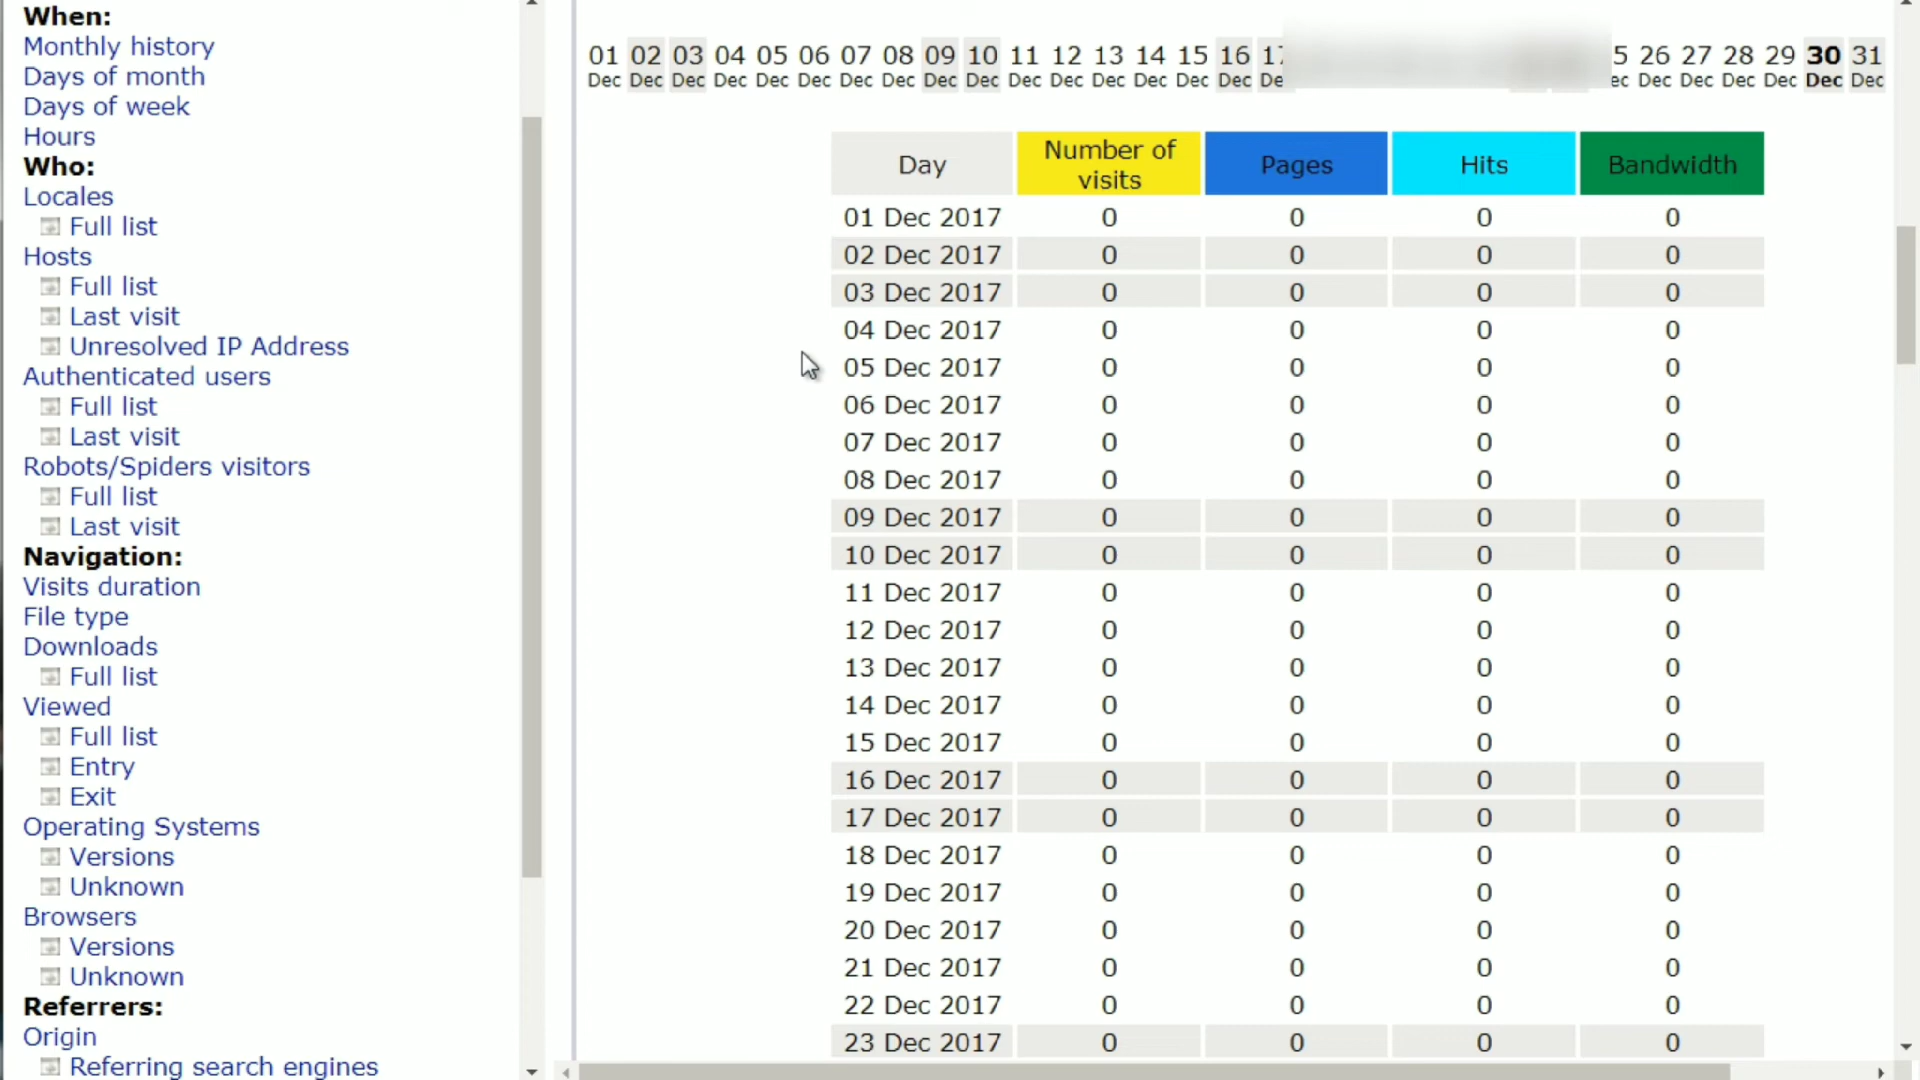 When:
Monthly history
Days of month
Days of week
Hours
Who:
Locales
Full list
Hosts
Full list
Last visit
Unresolved IP Address
Authenticated users
Full list
Last visit
Robots/Spiders visitors
Full list
Last visit
Navigation:
Visits duration
File type
Downloads
Full list
Viewed
Full list
Entry
Exit
Operating Systems
Versions
Unknown
Browsers
Versions
Unknown
Referrers:
Origin
Referring search engines
01 02 03 04 05 06 07 08 09 10 11 12 13 14 15 16 17 5 26 27 28 29 30 31
Dec Dec Dec Dec Dec Dec Dec Dec Dec Dec Dec Dec Dec Dec Dec Dec De ec Dec Dec Dec Dec Dec Dec
Day Number of visits Pages Hits Bandwidth
01 Dec 2017 0 0 0 0
02 Dec 2017 0 0 0 0
03 Dec 2017 0 0 0 0
04 Dec 2017 0 0 0 0
05 Dec 2017 0 0 0 0
06 Dec 2017 0 0 0 0
07 Dec 2017 0 0 0 0
08 Dec 2017 0 0 0 0
09 Dec 2017 0 0 0 0
10 Dec 2017 0 0 0 0
11 Dec 2017 0 0 0 0
12 Dec 2017 0 0 0 0
13 Dec 2017 0 0 0 0
14 Dec 2017 0 0 0 0
15 Dec 2017 0 0 0 0
16 Dec 2017 0 0 0 0
17 Dec 2017 0 0 0 0
18 Dec 2017 0 0 0 0
19 Dec 2017 0 0 0 0
20 Dec 2017 0 0 0 0
21 Dec 2017 0 0 0 0
22 Dec 2017 0 0 0 0
23 Dec 2017 0 0 0 0